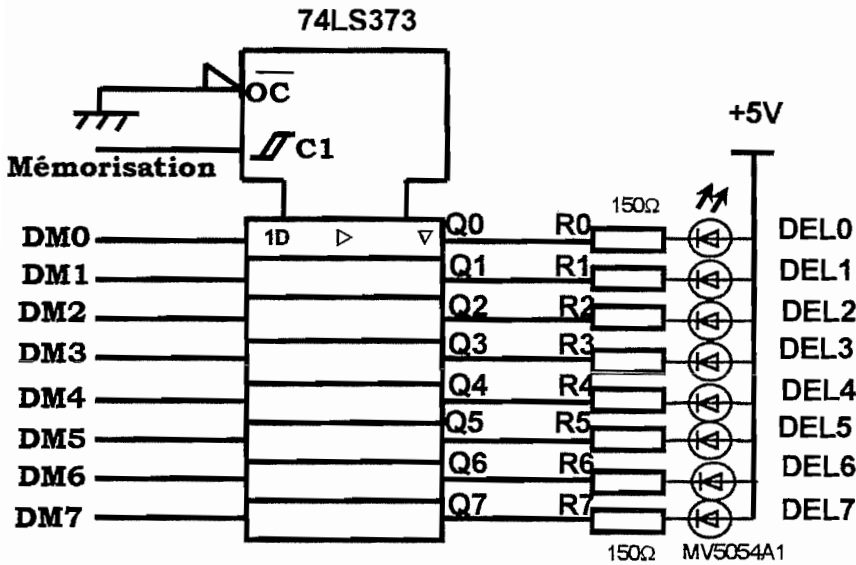 74LS373
OC
C1
Mémorisation
+5V
150Ω
DM0 1D Q0 R0 DEL0
DM1 Q1 R1 DEL1
DM2 Q2 R2 DEL2
DM3 Q3 R3 DEL3
DM4 Q4 R4 DEL4
DM5 Q5 R5 DEL5
DM6 Q6 R6 DEL6
DM7 Q7 R7 DEL7
150Ω MV5054A1